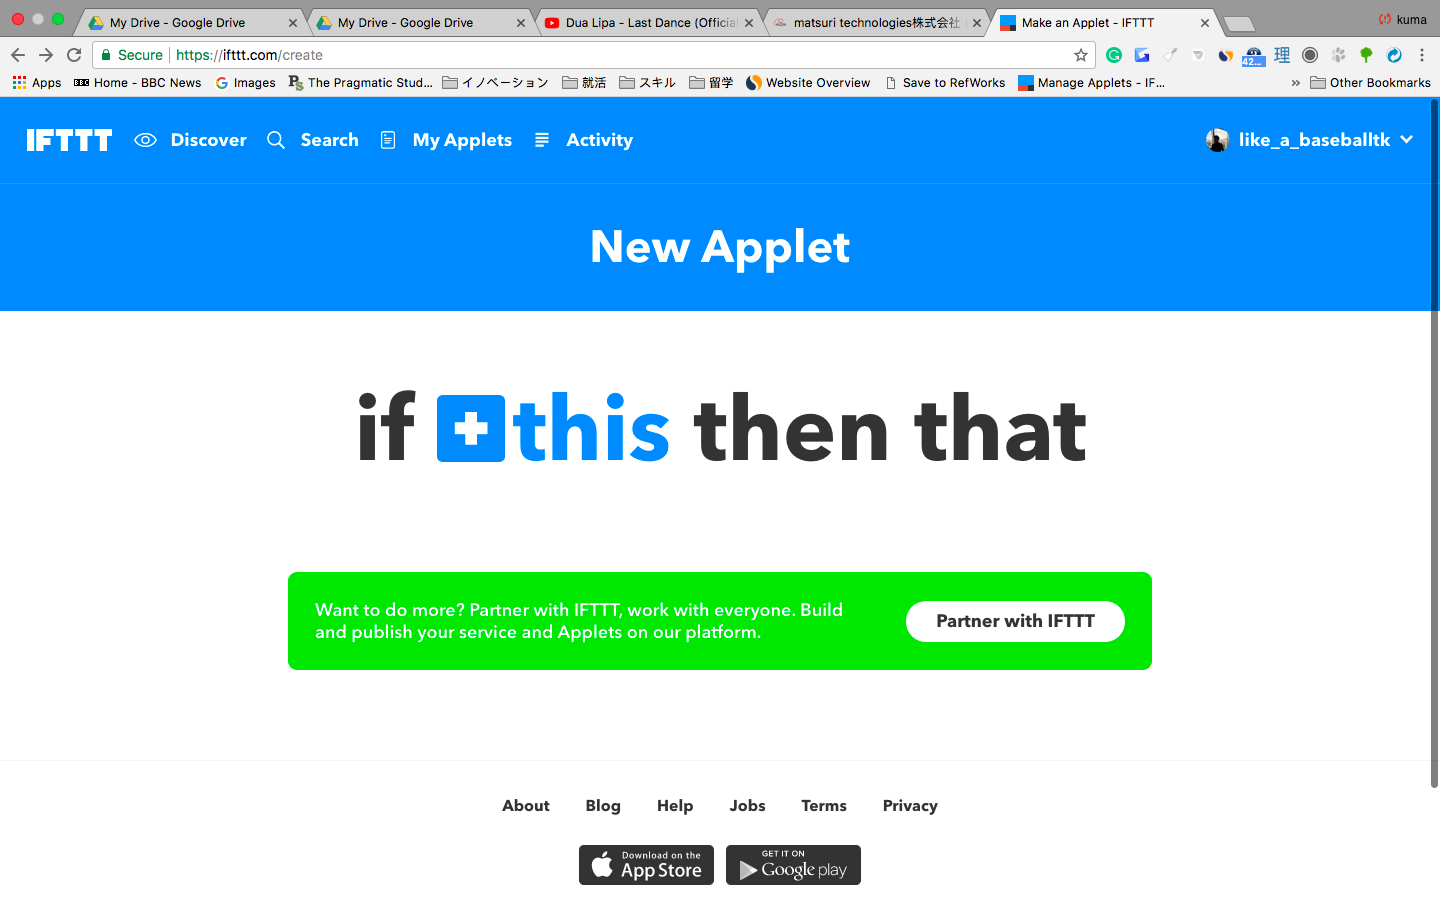 My Drive - Google Drive
My Drive - Google Drive
Dua Lipa - Last Dance (Official
matsuri technologies株式会社
Make an Applet - IFTTT
kuma
Secure
https://ifttt.com/create
42...
理
Apps
BBC
Home - BBC News
Images
The Pragmatic Stud...
イノベーション
就活
スキル
留学
Website Overview
Save to RefWorks
Manage Applets - IF...
»
Other Bookmarks
IFTTT
Discover
Search
My Applets
Activity
like_a_baseballtk
New Applet
if this then that
Want to do more? Partner with IFTTT, work with everyone. Build
and publish your service and Applets on our platform.
Partner with IFTTT
About
Blog
Help
Jobs
Terms
Privacy
Download on the
App Store
GET IT ON
Google play